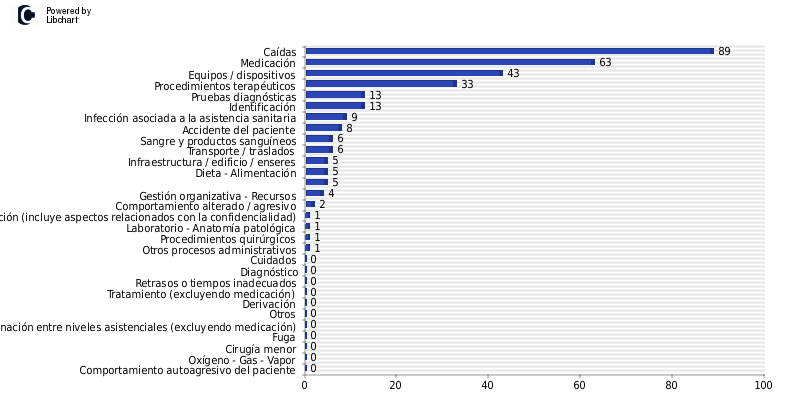 Powered by
Libchart
Caídas 89
Medicación 63
Equipos / dispositivos 43
Procedimientos terapéuticos 33
Pruebas diagnósticas 13
Identificación 13
Infección asociada a la asistencia sanitaria 9
Accidente del paciente 8
Sangre y productos sanguíneos 6
Transporte / traslados 6
Infraestructura / edificio / enseres 5
Dieta - Alimentación 5
5
Gestión organizativa - Recursos 4
Comportamiento alterado / agresivo 2
ción (incluye aspectos relacionados con la confidencialidad) 1
Laboratorio - Anatomía patológica 1
Procedimientos quirúrgicos 1
Otros procesos administrativos 1
Cuidados 0
Diagnóstico 0
Retrasos o tiempos inadecuados 0
Tratamiento (excluyendo medicación) 0
Derivación 0
Otros 0
nación entre niveles asistenciales (excluyendo medicación) 0
Fuga 0
Cirugía menor 0
Oxígeno - Gas - Vapor 0
Comportamiento autoagresivo del paciente 0
0 20 40 60 80 100